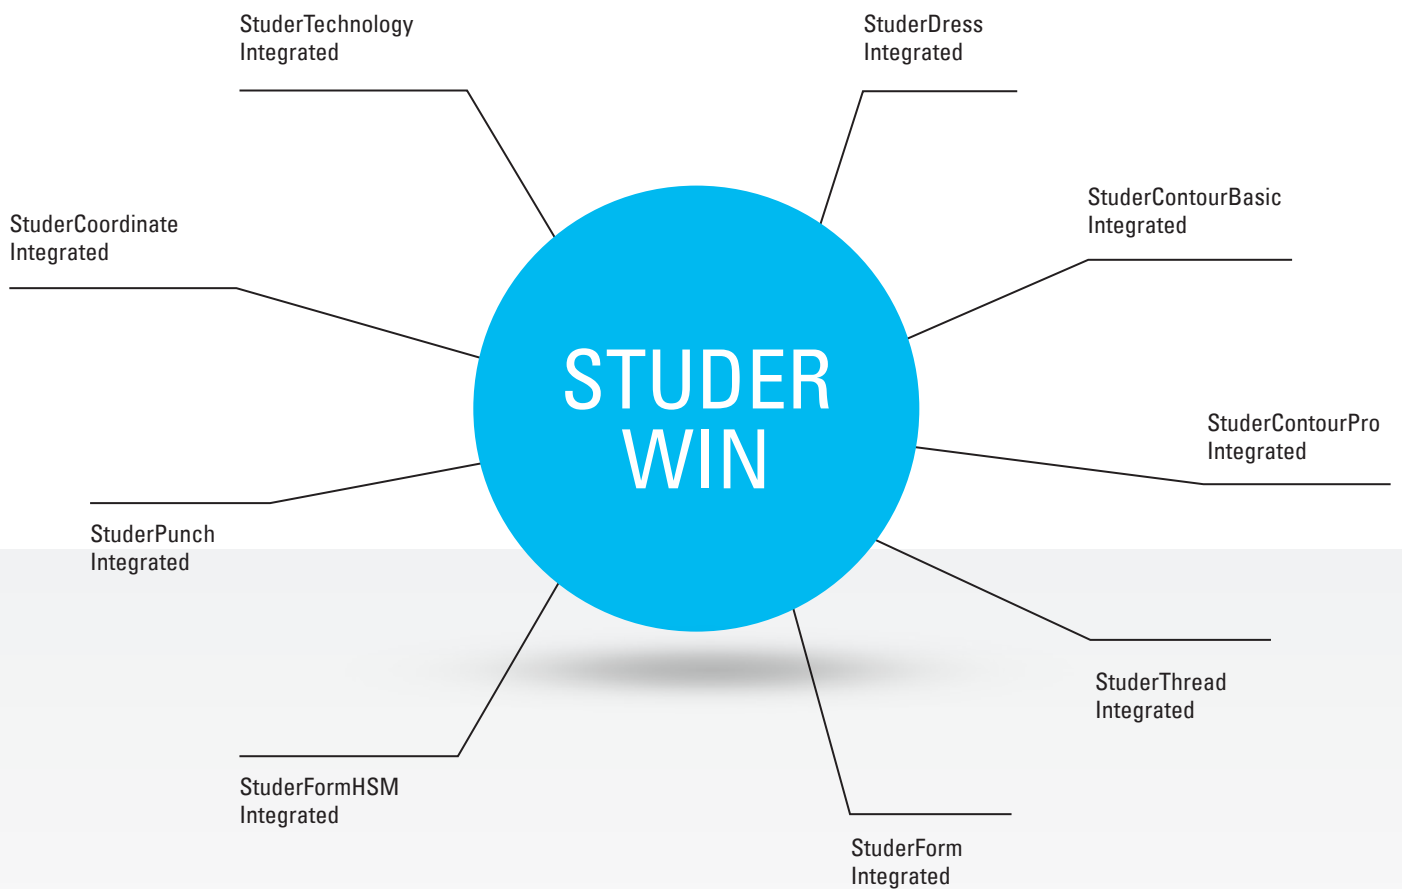 StuderTechnology
Integrated
StuderDress
Integrated
StuderContourBasic
Integrated
StuderCoordinate
Integrated
STUDER
WIN
StuderContourPro
Integrated
StuderPunch
Integrated
StuderThread
Integrated
StuderFormHSM
Integrated
StuderForm
Integrated